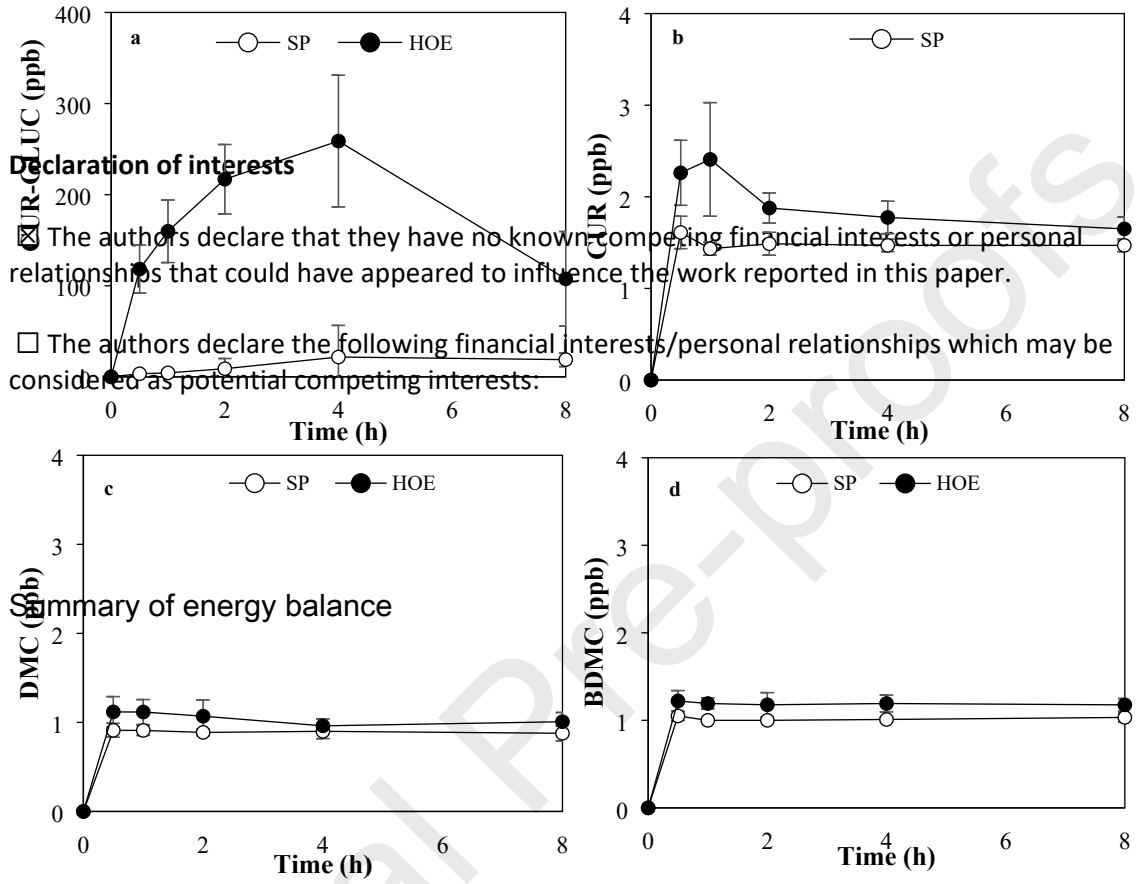 a
SP
HOE
CUR-GLUC (ppb)
400
300
200
100
0
0
2
4
6
8
Time (h)
b
SP
CUR (ppb)
4
3
2
1
0
0
2
4
6
8
Time (h)
Declaration of interests
☒ The authors declare that they have no known competing financial interests or personal
relationships that could have appeared to influence the work reported in this paper.
☐ The authors declare the following financial interests/personal relationships which may be
considered as potential competing interests:
c
SP
HOE
DMC (ppb)
4
3
2
1
0
0
2
4
6
8
Time (h)
d
SP
HOE
BDMC (ppb)
4
3
2
1
0
0
2
4
6
8
Time (h)
Summary of energy balance
al Pre-proofs